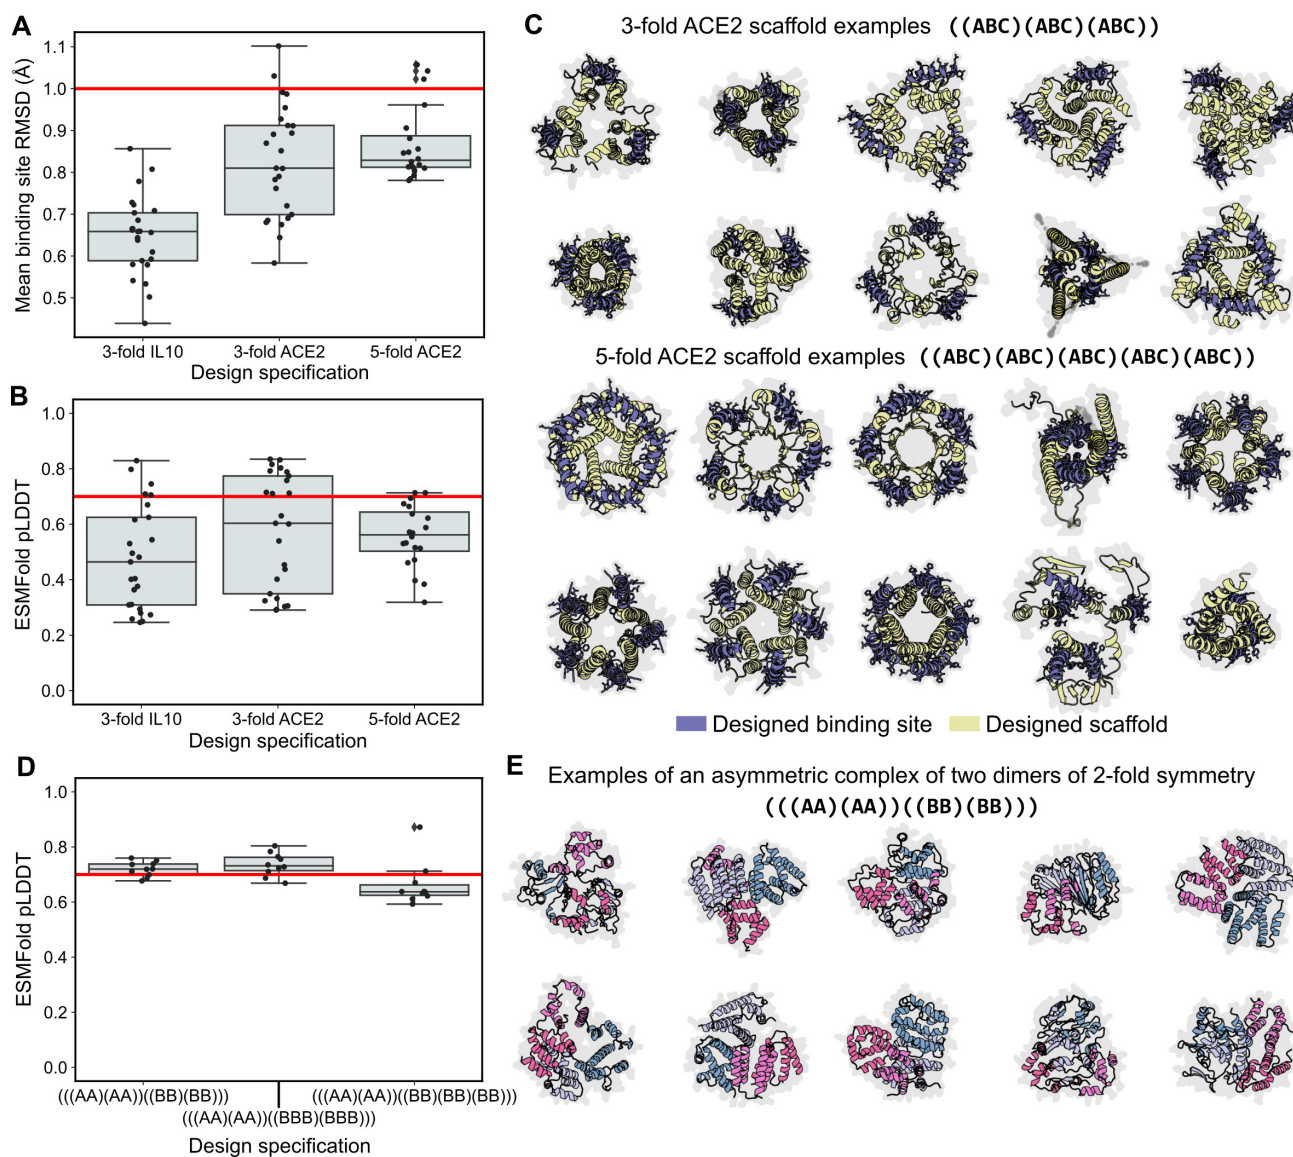 A
1.1
1.0
0.9
0.8
0.7
0.6
0.5
Mean binding site RMSD (Å)
3-fold IL10 3-fold ACE2 5-fold ACE2
Design specification
B
1.0
0.8
0.6
0.4
0.2
0.0
ESMFold pLDDT
3-fold IL10 3-fold ACE2 5-fold ACE2
Design specification
C
3-fold ACE2 scaffold examples ((ABC)(ABC)(ABC))
5-fold ACE2 scaffold examples ((ABC)(ABC)(ABC)(ABC)(ABC))
Designed binding site Designed scaffold
D
1.0
0.8
0.6
0.4
0.2
0.0
ESMFold pLDDT
(((AA)(AA))((BB)(BB))) (((AA)(AA))((BB)(BB)(BB)))
(((AA)(AA))((BBB)(BBB)))
Design specification
E
Examples of an asymmetric complex of two dimers of 2-fold symmetry
(((AA)(AA))((BB)(BB)))